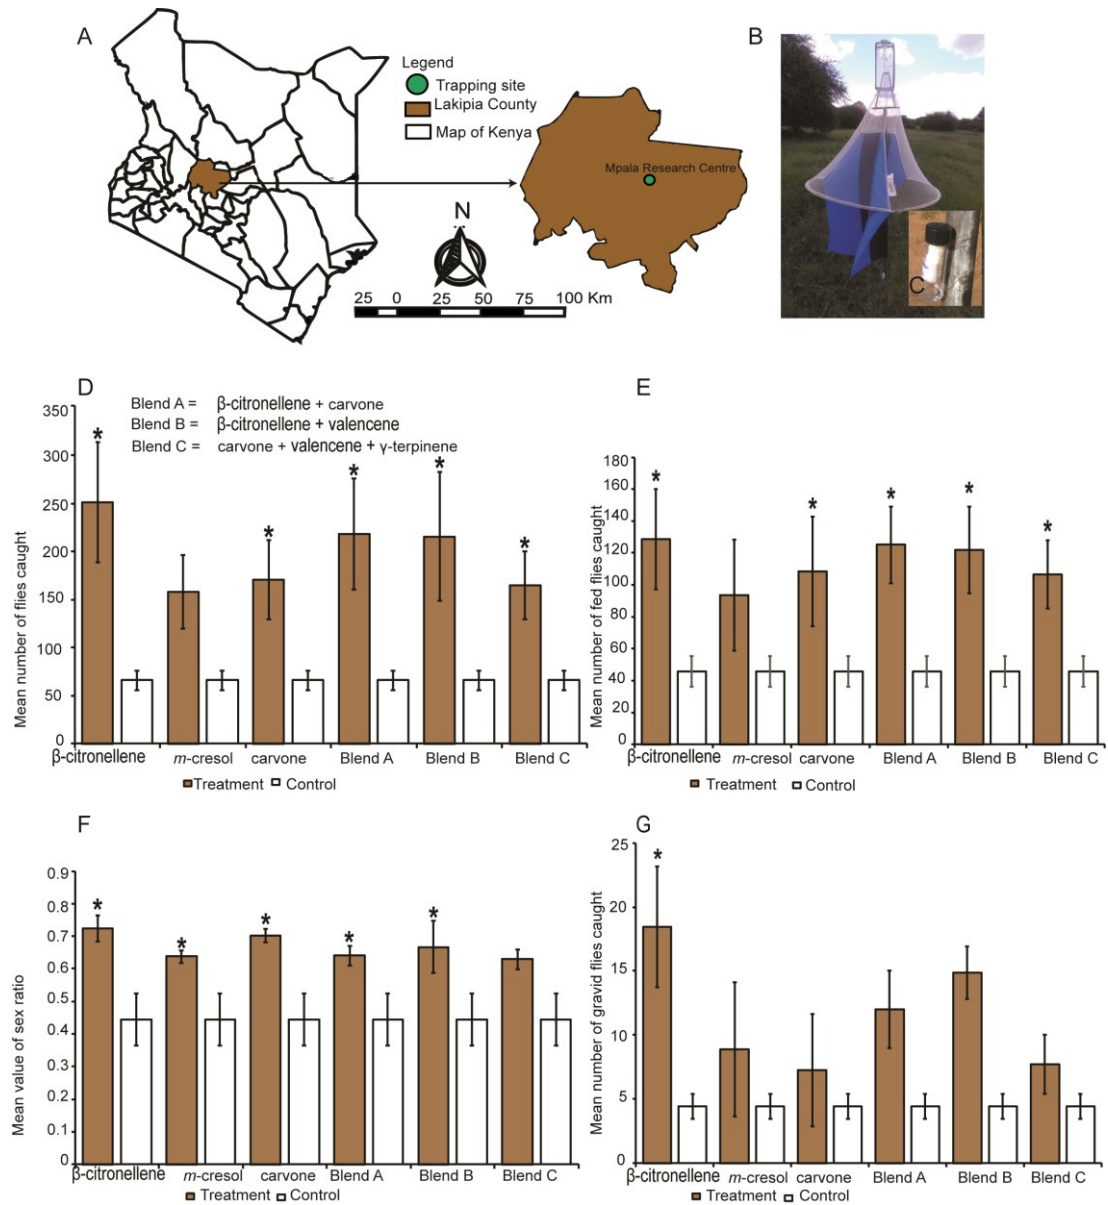 A
Legend
Trapping site
Lakipia County
Map of Kenya
Mpala Research Centre
N
25 0 25 50 75 100 Km
B
C
D
Blend A = β-citronellene + carvone
Blend B = β-citronellene + valencene
Blend C = carvone + valencene + γ-terpinene
Mean number of flies caught
350
300
250
200
150
100
50
0
* * * * *
β-citronellene m-cresol carvone Blend A Blend B Blend C
Treatment Control
E
Mean number of fed flies caught
180
160
140
120
100
80
60
40
20
0
* * * * *
β-citronellene m-cresol carvone Blend A Blend B Blend C
Treatment Control
F
Mean value of sex ratio
0.9
0.8
0.7
0.6
0.5
0.4
0.3
0.2
0.1
0
* * * * *
β-citronellene m-cresol carvone Blend A Blend B Blend C
Treatment Control
G
Mean number of gravid flies caught
25
20
15
10
5
0
*
β-citronellene m-cresol carvone Blend A Blend B Blend C
Treatment Control